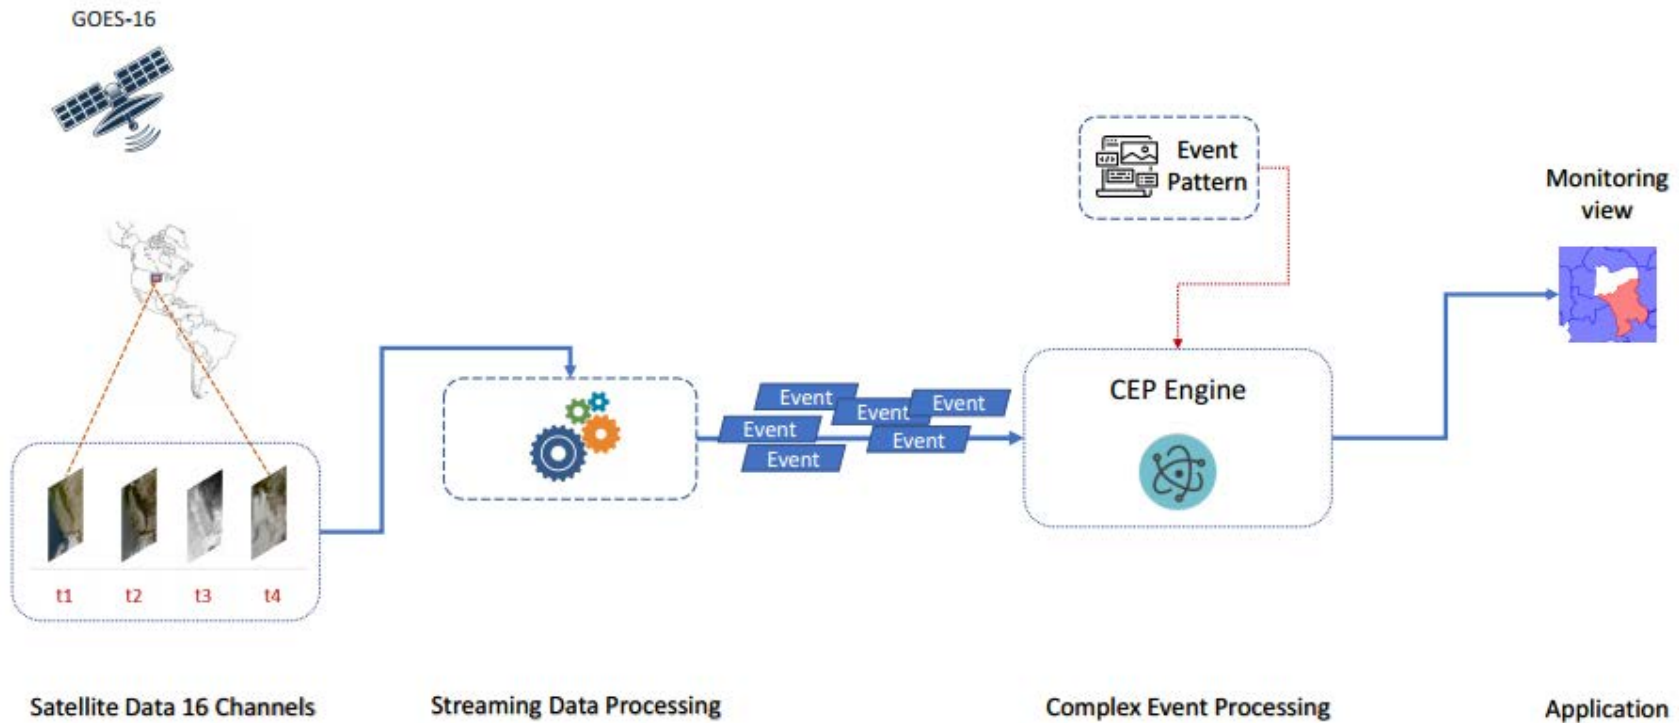 GOES-16
Event
Pattern
Monitoring
view
CEP Engine
Event
Event
Event
Event
Event
Event
t1 t2 t3 t4
Satellite Data 16 Channels
Streaming Data Processing
Complex Event Processing
Application